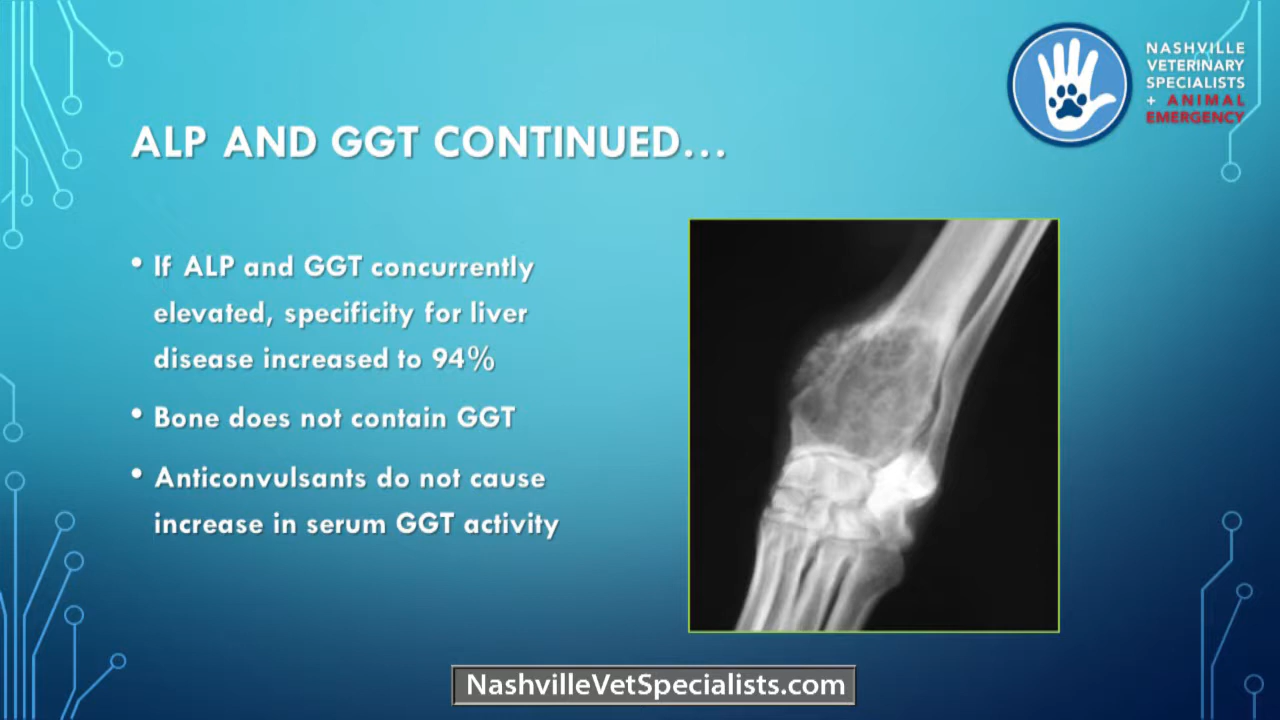 NASHVILLE
VETERINARY
SPECIALISTS
+ ANIMAL
EMERGENCY
ALP AND GGT CONTINUED...
• If ALP and GGT concurrently
elevated, specificity for liver
disease increased to 94%
• Bone does not contain GGT
• Anticonvulsants do not cause
increase in serum GGT activity
NashvilleVetSpecialists.com